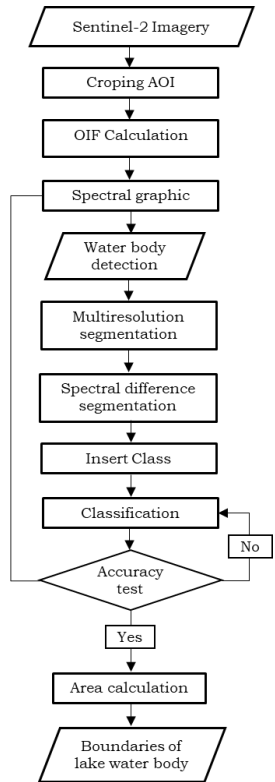 Sentinel-2 Imagery
Croping AOI
OIF Calculation
Spectral graphic
Water body
detection
Multiresolution
segmentation
Spectral difference
segmentation
Insert Class
Classification
No
Accuracy
test
Yes
Area calculation
Boundaries of
lake water body